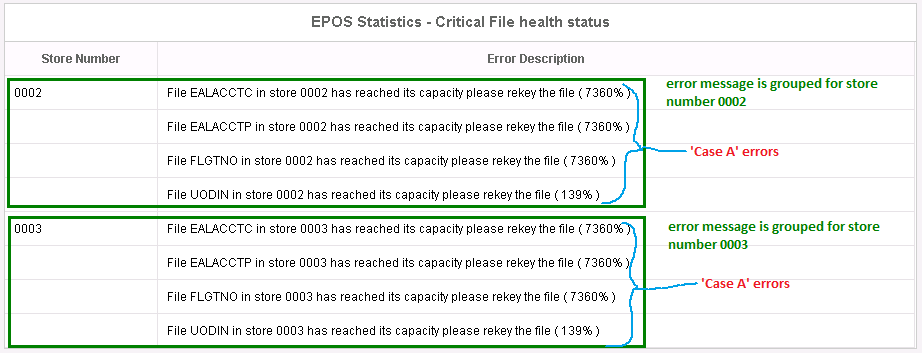 EPOS Statistics - Critical File health status
Store Number Error Description
0002 File EALACCTC in store 0002 has reached its capacity please rekey the file ( 7360% )
error message is grouped for store
number 0002
File EALACCTP in store 0002 has reached its capacity please rekey the file ( 7360% )
'Case A' errors
File FLGTNO in store 0002 has reached its capacity please rekey the file ( 7360% )
File UODIN in store 0002 has reached its capacity please rekey the file ( 139% )
0003 File EALACCTC in store 0003 has reached its capacity please rekey the file ( 7360% )
error message is grouped for store
number 0003
File EALACCTP in store 0003 has reached its capacity please rekey the file ( 7360% )
'Case A' errors
File FLGTNO in store 0003 has reached its capacity please rekey the file ( 7360% )
File UODIN in store 0003 has reached its capacity please rekey the file ( 139% )